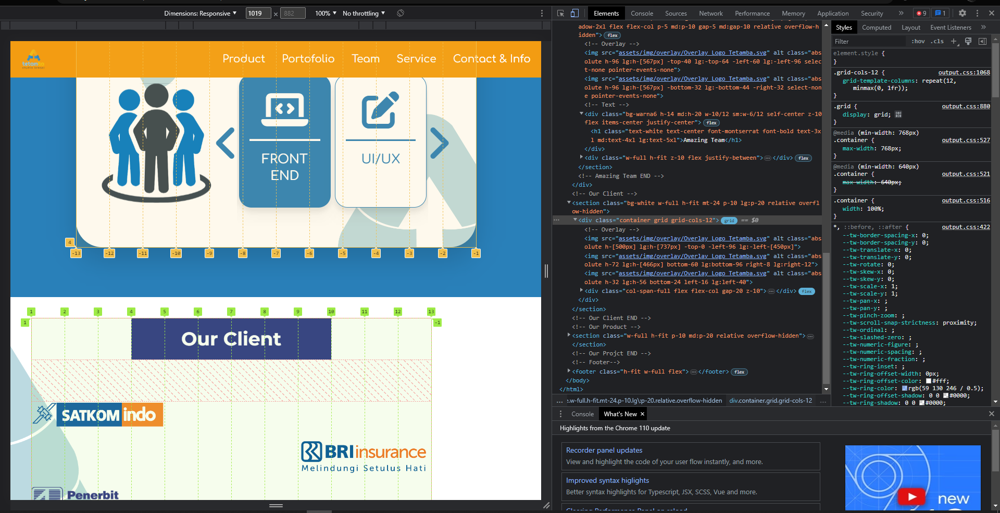 Dimensions: Responsive ▼ 1019 × 882 100% ▼ No throttling ▼
tetamba
studio kreasi
Product Portofolio Team Service Contact & Info
FRONT
END
UI/UX
4
-13 -12 -11 -10 -9 -8 -7 -6 -5 -4 -3 -2 -1
1 2 3 4 5 6 7 8 9 10 11 12 13
1 -1
Our Client
SATKOMindo
BRI insurance
Melindungi Setulus Hati
Penerbit
Elements Console Sources Network Performance Memory Application Security » 9 1
adow-2xl flex flex-col p-5 md:p-10 gap-5 md:gap-10 relative overflow-h
idden"> flex
<!-- Overlay -->
<img src="assets/img/overlay/Overlay Logo Tetamba.svg" alt class="abs
olute h-96 lg:h-[567px] -top-40 lg:-top-64 -left-60 lg:-left-96 selec
t-none pointer-events-none">
<img src="assets/img/overlay/Overlay Logo Tetamba.svg" alt class="abs
olute h-96 lg:h-[567px] -bottom-32 lg:-bottom-44 -right-32 select-non
e pointer-events-none">
<!-- Text -->
<div class="bg-warna6 h-14 md:h-20 w-10/12 sm:w-6/12 self-center z-10
flex items-center justify-center"> flex
<h1 class="text-white text-center font-montserrat font-bold text-3x
l md:text-4xl lg:text-5xl">Amazing Team</h1>
</div>
<div class="w-full h-fit z-10 flex justify-between">…</div> flex
</section>
<!-- Amazing Team END -->
</div>
<!-- Our Client -->
<section class="bg-white w-full h-fit mt-24 p-10 lg:p-20 relative overfl
ow-hidden">
… <div class="container grid grid-cols-12"> grid == $0
<!-- Overlay -->
<img src="assets/img/overlay/Overlay Logo Tetamba.svg" alt class="abs
olute h-[500px] lg:h-[737px] -top-0 -left-96 lg:-left-[450px]">
<img src="assets/img/overlay/Overlay Logo Tetamba.svg" alt class="abs
olute h-72 lg:h-[466px] bottom-60 lg:bottom-96 right-8 lg:right-12">
<img src="assets/img/overlay/Overlay Logo Tetamba.svg" alt class="abs
olute h-32 lg:h-56 bottom-24 left-16 lg:left-40">
<div class="col-span-full flex flex-col gap-20 z-10">…</div> flex
</div>
</section>
<!-- Our Client END -->
<!-- Our Product -->
<section class="w-full h-fit p-10 md:p-20 relative overflow-hidden">…
</section>
<!-- Our Projct END -->
<!-- Footer-->
<footer class="h-fit w-full flex">…</footer> flex
</body>
</html>
… .w-full.h-fit.mt-24.p-10.lg\:p-20.relative.overflow-hidden div.container.grid.grid-cols-12 …
Styles Computed Layout Event Listeners »
Filter :hov .cls +
element.style {
}
.grid-cols-12 { output.css:1068
grid-template-columns: repeat(12,
minmax(0, 1fr));
}
.grid { output.css:880
display: grid;
}
@media (min-width: 768px)
.container { output.css:527
max-width: 768px;
}
@media (min-width: 640px)
.container { output.css:521
max-width: 640px;
}
.container { output.css:516
width: 100%;
}
*, ::before, ::after { output.css:422
--tw-border-spacing-x: 0;
--tw-border-spacing-y: 0;
--tw-translate-x: 0;
--tw-translate-y: 0;
--tw-rotate: 0;
--tw-skew-x: 0;
--tw-skew-y: 0;
--tw-scale-x: 1;
--tw-scale-y: 1;
--tw-pan-x: ;
--tw-pan-y: ;
--tw-pinch-zoom: ;
--tw-scroll-snap-strictness: proximity;
--tw-ordinal: ;
--tw-slashed-zero: ;
--tw-numeric-figure: ;
--tw-numeric-spacing: ;
--tw-numeric-fraction: ;
--tw-ring-inset: ;
--tw-ring-offset-width: 0px;
--tw-ring-offset-color: #fff;
--tw-ring-color: rgb(59 130 246 / 0.5);
--tw-ring-offset-shadow: 0 0 #0000;
--tw-ring-shadow: 0 0 #0000;
Console What's New ×
Highlights from the Chrome 110 update
Recorder panel updates
View and highlight the code of your user flow instantly, and more.
Improved syntax higlights
Better syntax highlights for Typescript, JSX, SCSS, Vue and more.
new